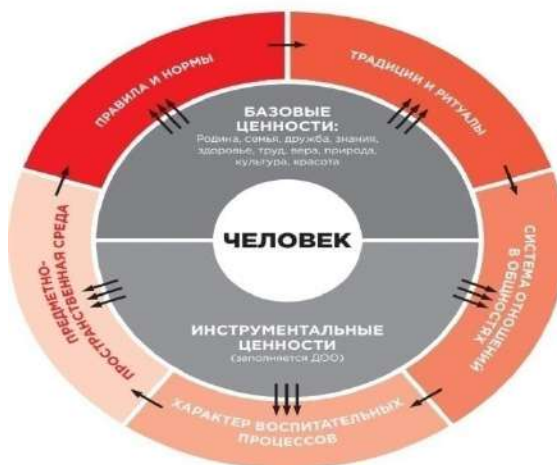 ПРАВИЛА И НОРМЫ
ТРАДИЦИИ И РИТУАЛЫ
БАЗОВЫЕ
ЦЕННОСТИ:
Родина, семья, дружба, знания,
здоровье, труд, вера, природа,
культура, красота
ЧЕЛОВЕК
ПРЕДМЕТНО-
ПРОСТРАНСТВЕННАЯ СРЕДА
СИСТЕМА ОТНОШЕНИЙ
В ОБЩНОСТЯХ
ИНСТРУМЕНТАЛЬНЫЕ
ЦЕННОСТИ
(заполняется ДОО)
ХАРАКТЕР ВОСПИТАТЕЛЬНЫХ
ПРОЦЕССОВ